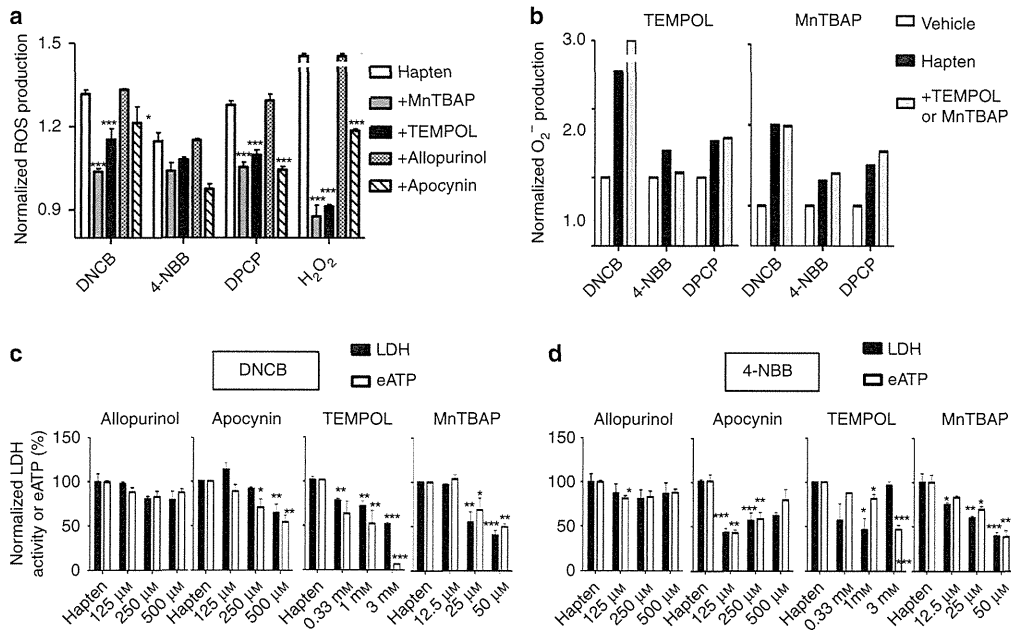 a
Normalized ROS production
1.5
1.2
0.9
***
***
*
***
***
***
***
***
***
DNCB
4-NBB
DPCP
H2O2
Hapten
+MnTBAP
+TEMPOL
+Allopurinol
+Apocynin
b
Normalized O2− production
TEMPOL
MnTBAP
3.0
2.0
1.0
DNCB
4-NBB
DPCP
DNCB
4-NBB
DPCP
Vehicle
Hapten
+TEMPOL
or MnTBAP
c
DNCB
LDH
eATP
Normalized LDH
activity or eATP (%)
150
100
50
0
Allopurinol
Apocynin
TEMPOL
MnTBAP
*
**
**
**
**
**
***
***
**
*
***
**
Hapten
125 μM
250 μM
500 μM
Hapten
125 μM
250 μM
500 μM
Hapten
0.33 mM
1 mM
3 mM
Hapten
12.5 μM
25 μM
50 μM
d
4-NBB
LDH
eATP
150
100
50
0
Allopurinol
Apocynin
TEMPOL
MnTBAP
*
***
**
***
**
*
*
***
***
*
**
*
***
**
Hapten
125 μM
250 μM
500 μM
Hapten
125 μM
250 μM
500 μM
Hapten
0.33 mM
1mM
3 mM
Hapten
12.5 μM
25 μM
50 μM